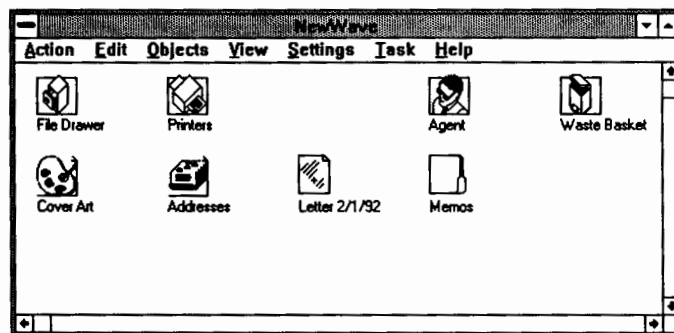 NewWave
Action Edit Objects View Settings Task Help
File Drawer Printers Agent Waste Basket
Cover Art Addresses Letter 2/1/92 Memos